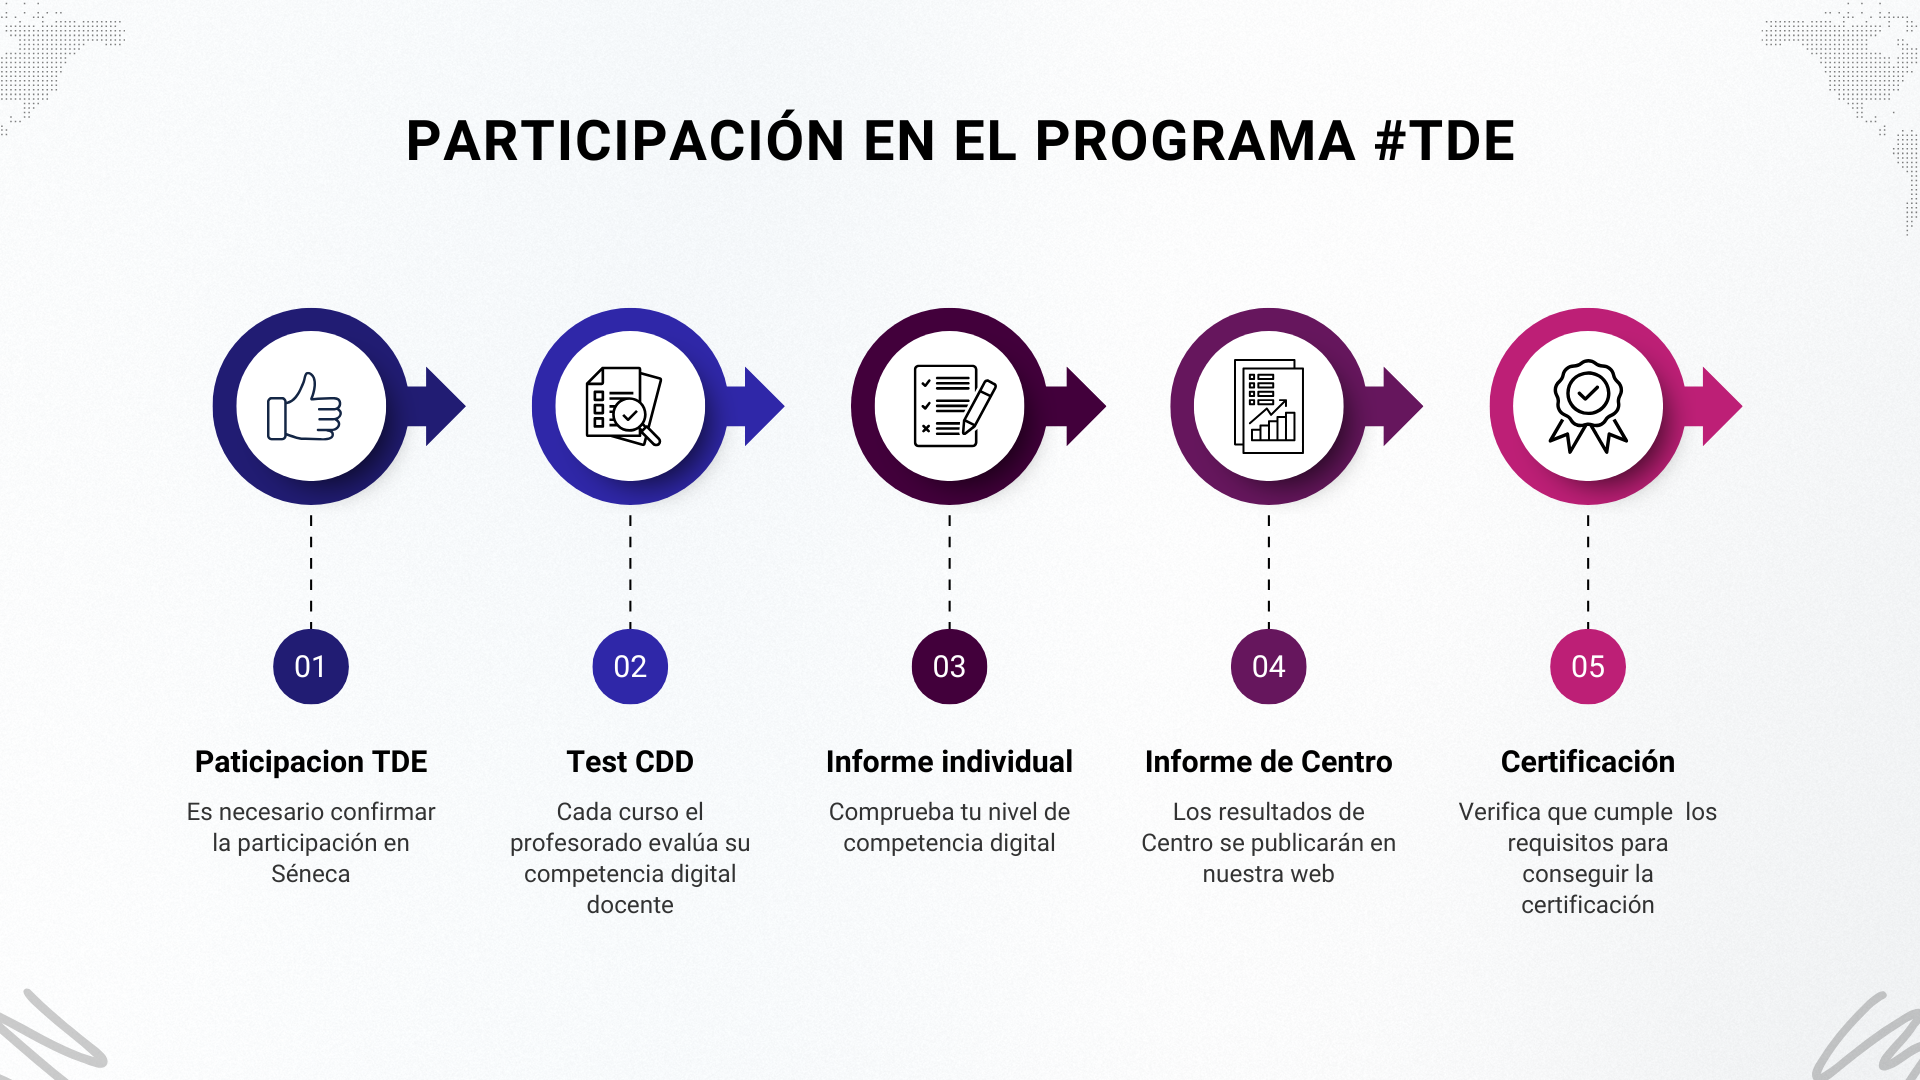 PARTICIPACIÓN EN EL PROGRAMA #TDE
01
Paticipacion TDE
Es necesario confirmar
la participación en
Séneca
02
Test CDD
Cada curso el
profesorado evalúa su
competencia digital
docente
03
Informe individual
Comprueba tu nivel de
competencia digital
04
Informe de Centro
Los resultados de
Centro se publicarán en
nuestra web
05
Certificación
Verifica que cumple  los
requisitos para
conseguir la
certificación